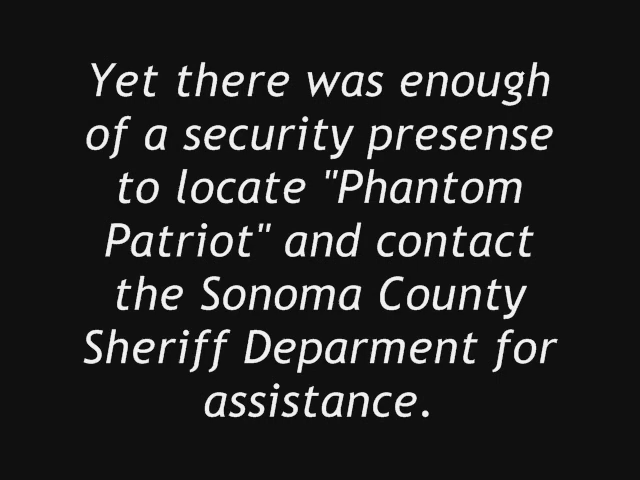 Yet there was enough
of a security presense
to locate "Phantom
Patriot" and contact
the Sonoma County
Sheriff Deparment for
assistance.